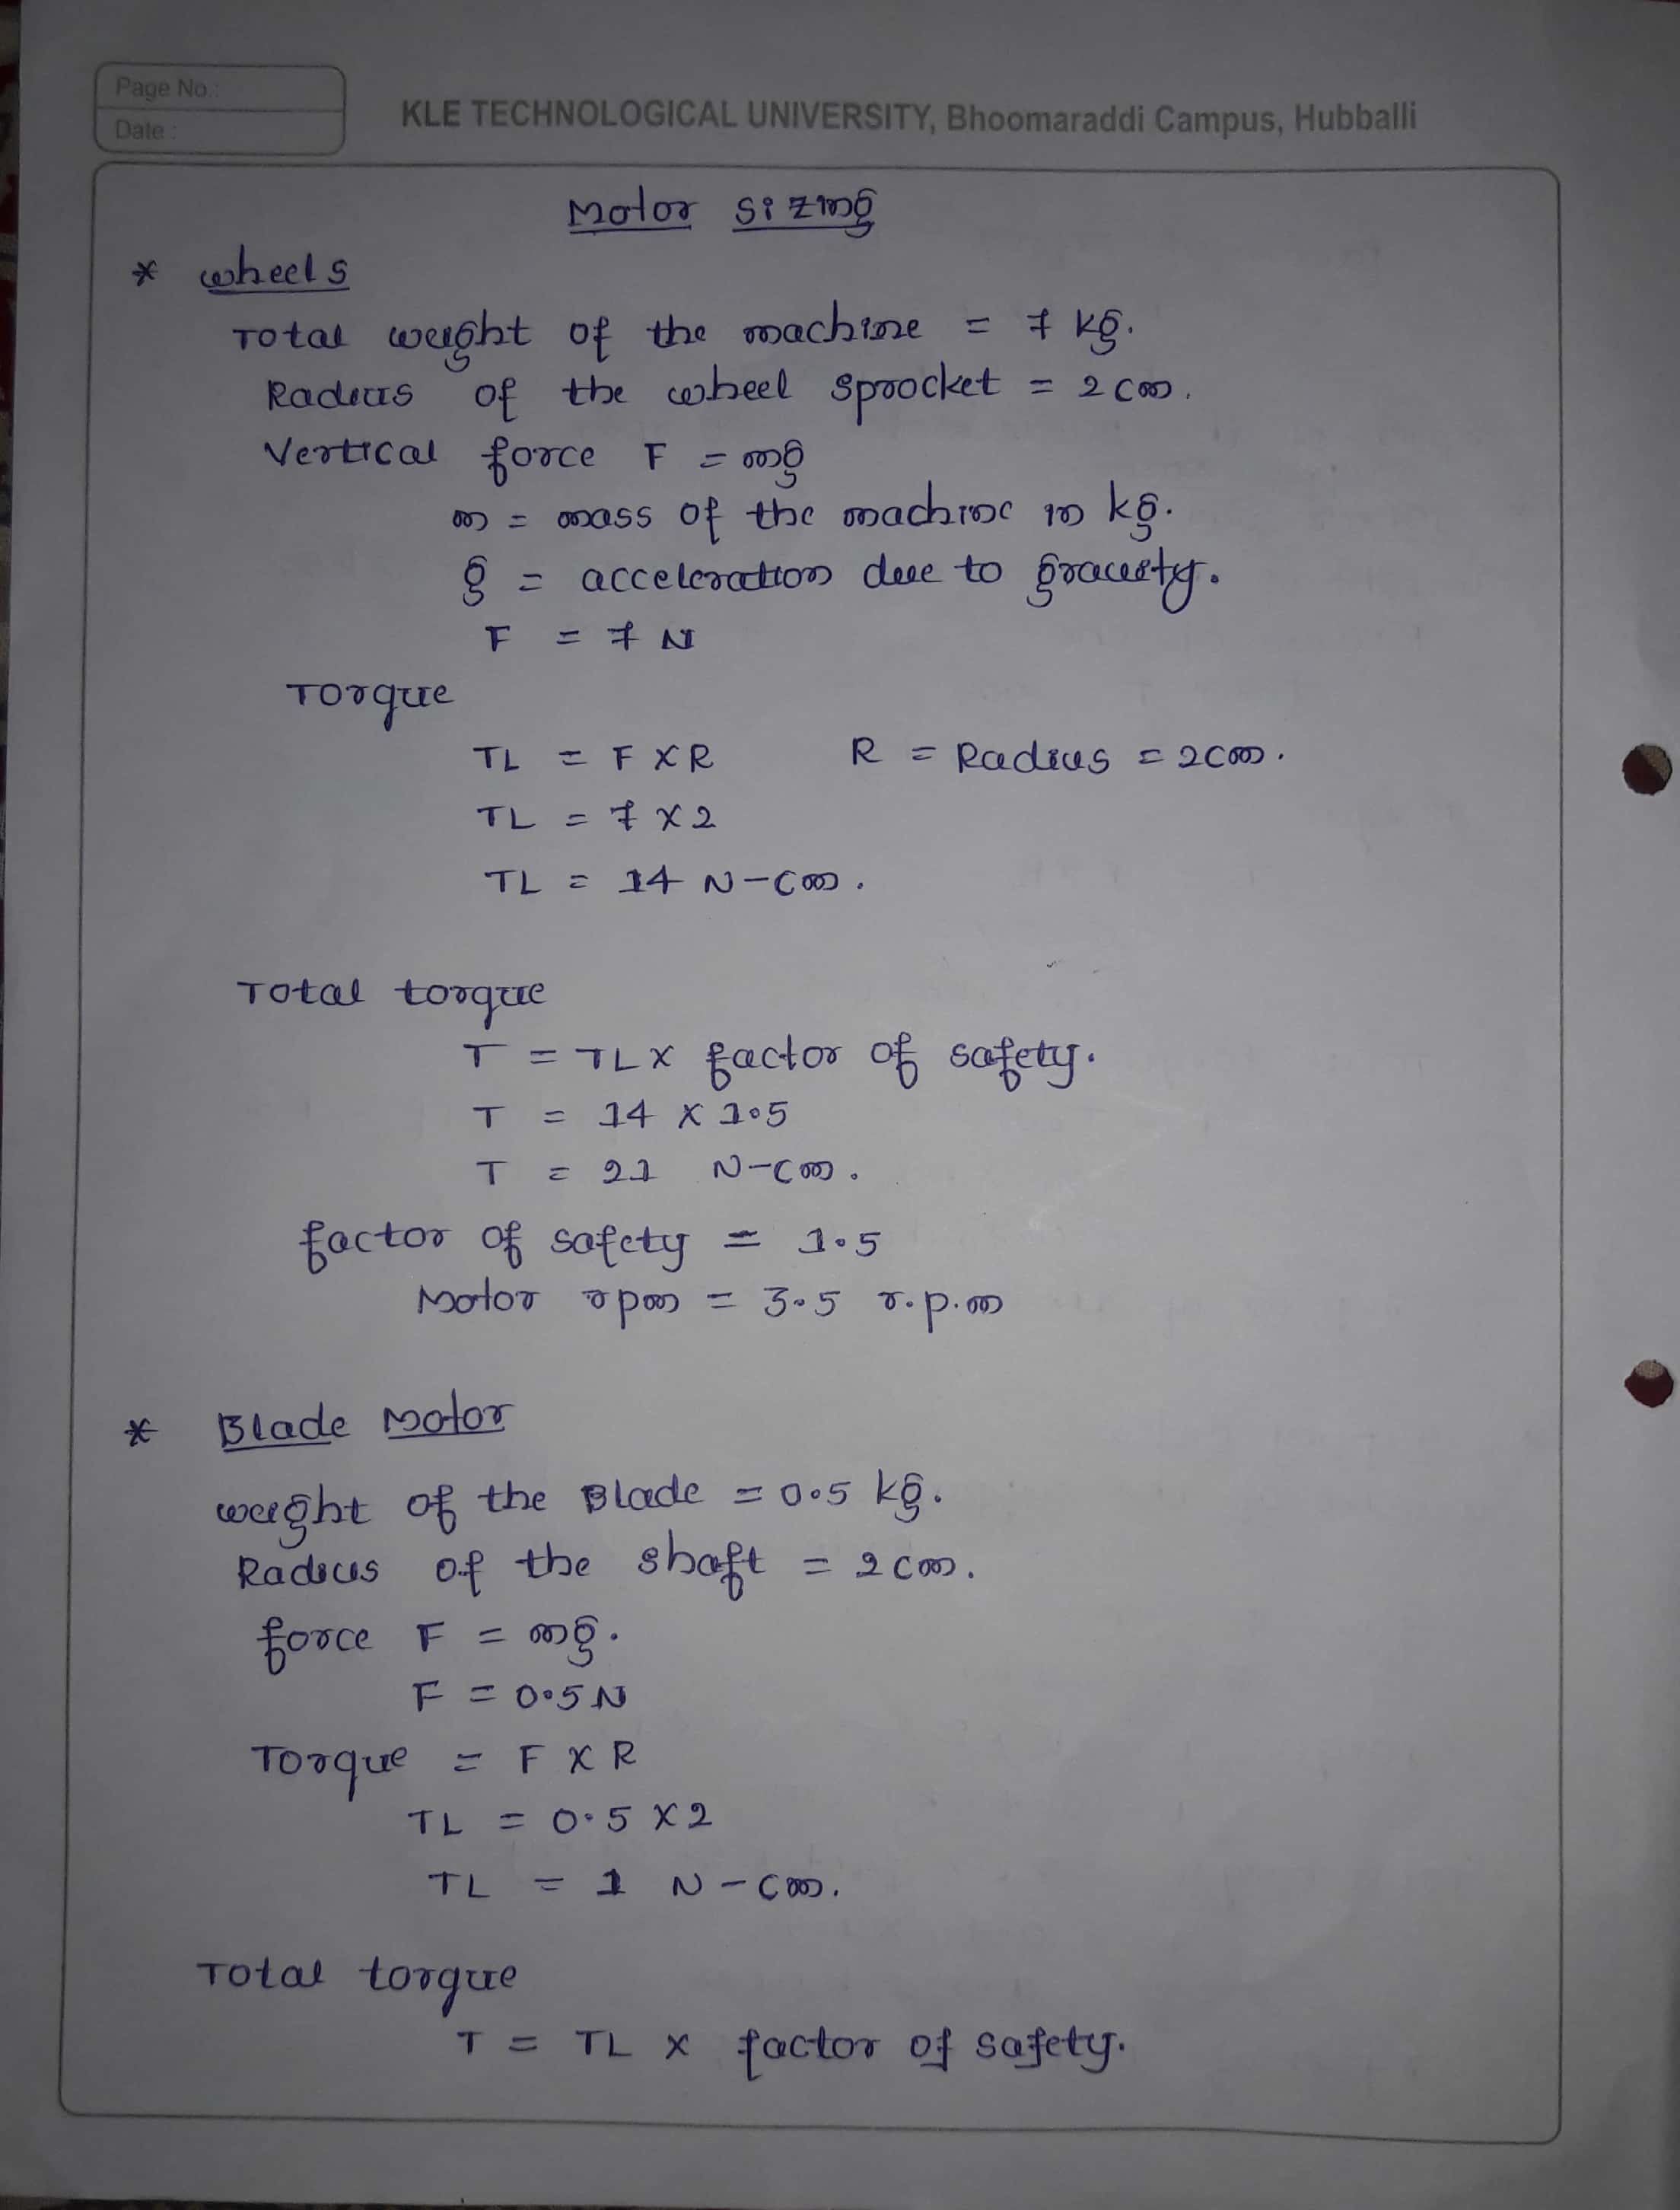 Page No.:
Date :
KLE TECHNOLOGICAL UNIVERSITY, Bhoomaraddi Campus, Hubballi
Motor sizing
* wheels
Total weight of the machine = 7 kg.
Radius of the wheel sprocket = 2 cm.
Vertical force F = mg
m = mass of the machine in kg.
g = acceleration due to gravity.
F = 7 N
Torque
TL = F X R R = Radius = 2cm.
TL = 7 X 2
TL = 14 N-cm.
Total torque
T = TL X factor of safety.
T = 14 X 1.5
T = 21 N-cm.
factor of safety = 1.5
Motor rpm = 3.5 r.p.m
* Blade Motor
weight of the Blade = 0.5 kg.
Radius of the shaft = 2 cm.
force F = mg.
F = 0.5 N
Torque = F X R
TL = 0.5 X 2
TL = 1 N-cm.
Total torque
T = TL X factor of safety.